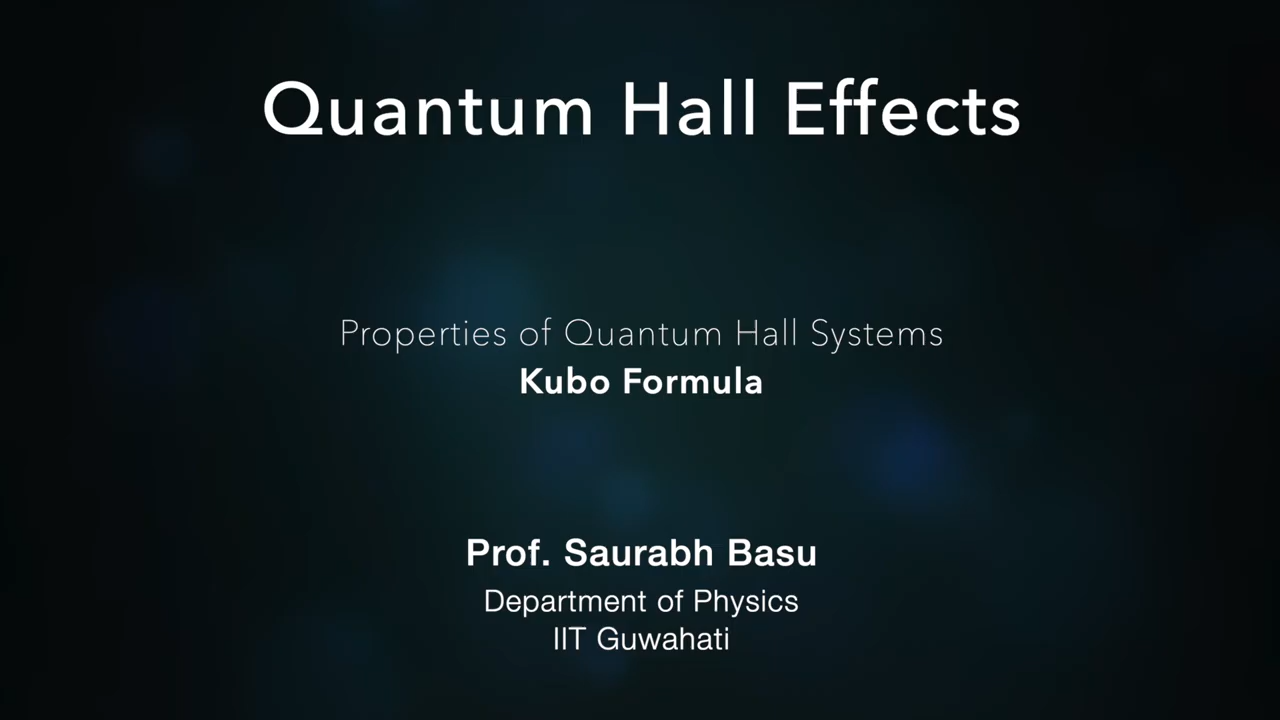 Quantum Hall Effects
Properties of Quantum Hall Systems
Kubo Formula
Prof. Saurabh Basu
Department of Physics
IIT Guwahati